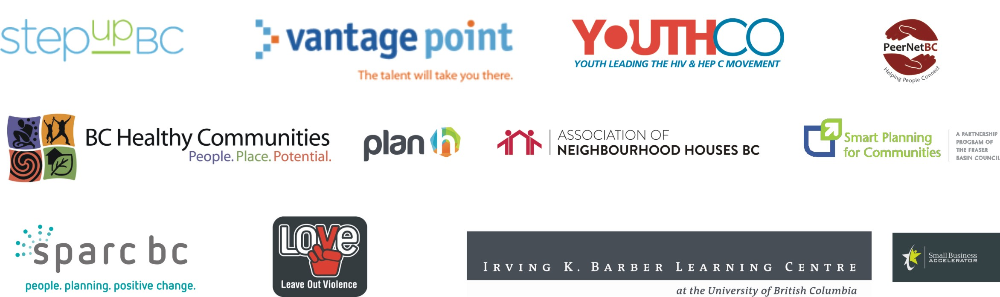 stepupBC
vantage point
The talent will take you there.
YOUTHCO
YOUTH LEADING THE HIV & HEP C MOVEMENT
PeerNetBC
Helping People Connect
BC Healthy Communities
People. Place. Potential.
plan h
ASSOCIATION OF
NEIGHBOURHOOD HOUSES BC
Smart Planning
for Communities
A PARTNERSHIP
PROGRAM OF
THE FRASER
BASIN COUNCIL
sparc bc
people. planning. positive change.
LOVe
Leave Out Violence
IRVING K. BARBER LEARNING CENTRE
at the University of British Columbia
Small Business
ACCELERATOR